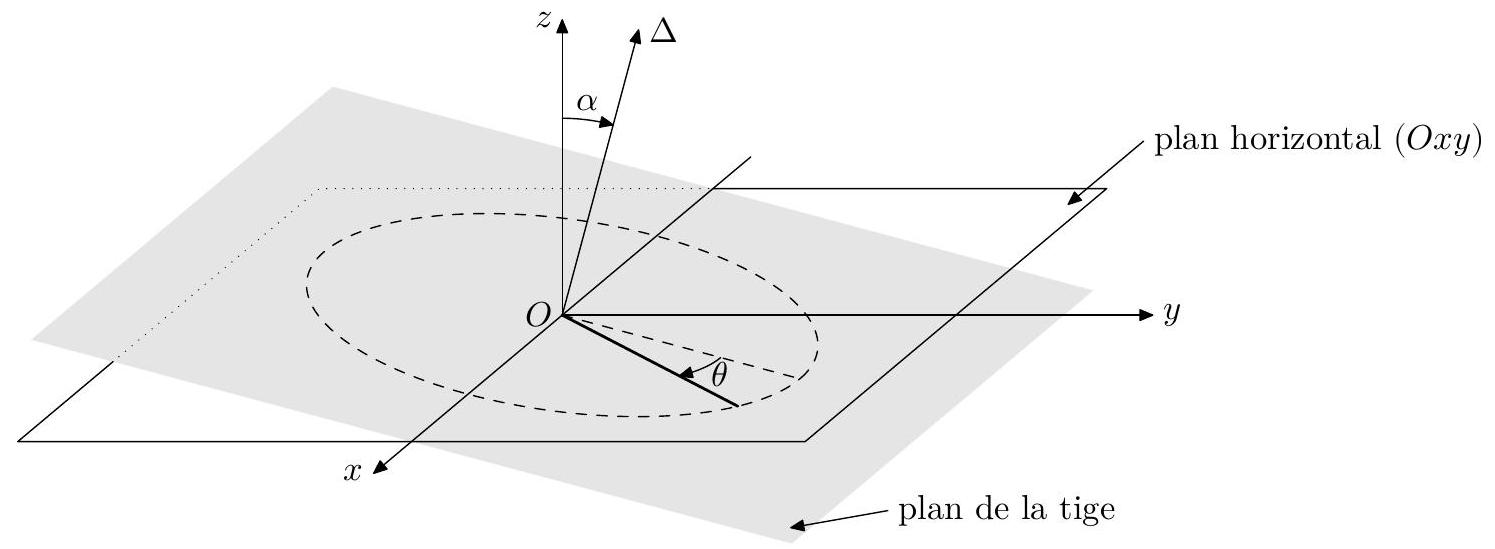 z
Δ
α
plan horizontal (Oxy)
O
y
θ
x
plan de la tige